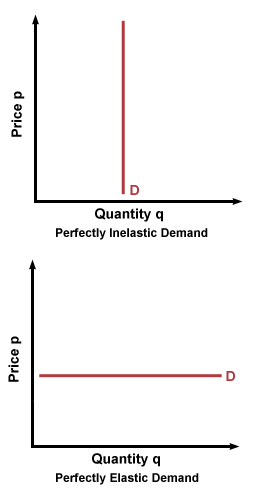 Price p
D
Quantity q
Perfectly Inelastic Demand
Price p
D
Quantity q
Perfectly Elastic Demand